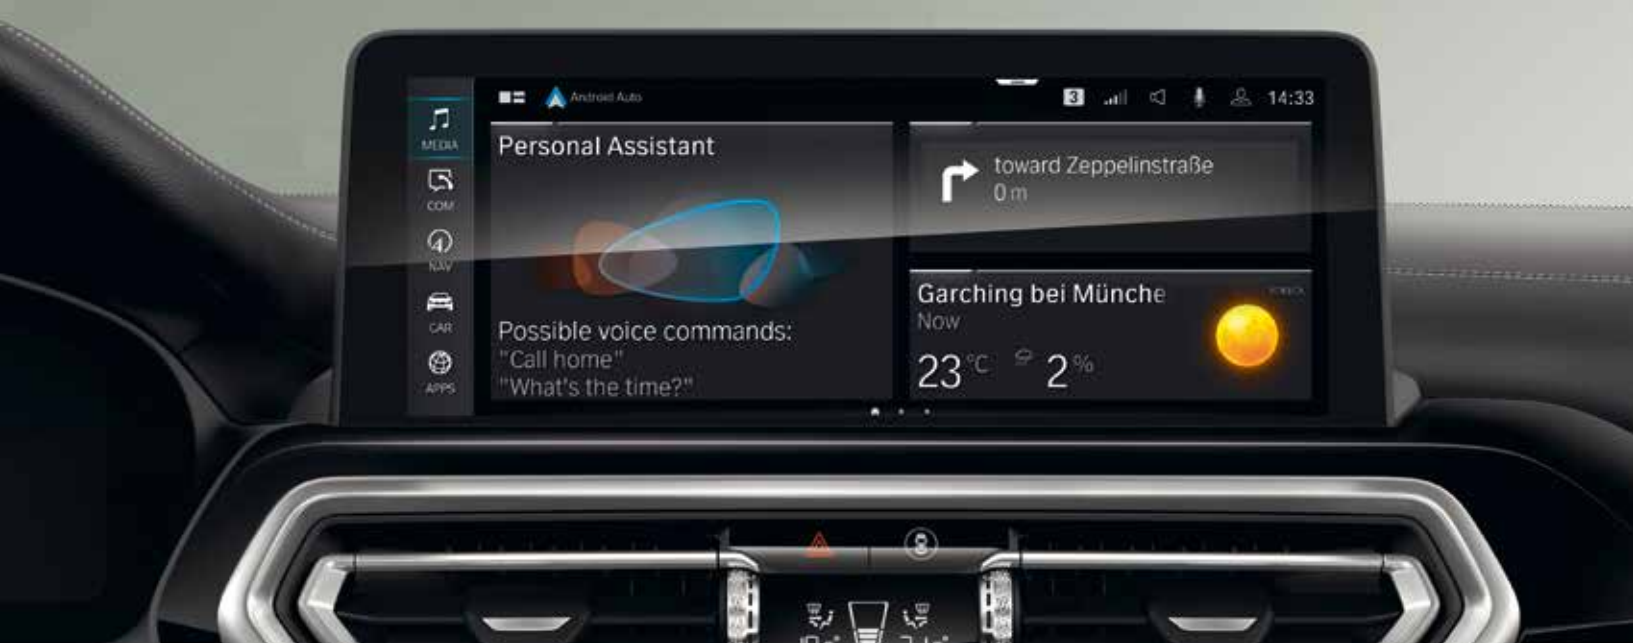 MEDIA
COM
NAV
CAR
APPS
Android Auto
3
14:33
Personal Assistant
Possible voice commands:
"Call home"
"What's the time?"
toward Zeppelinstraße
0 m
Garching bei Münche
Now
23 °C 2 %